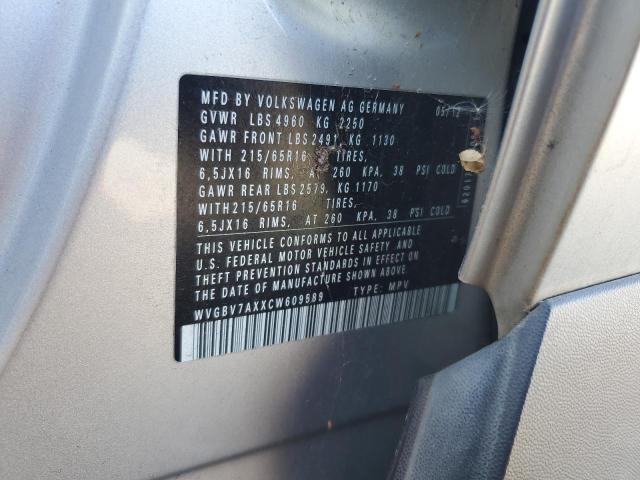 MFD BY VOLKSWAGEN AG GERMANY 05/12
GVWR LBS 4960 KG 2250
GAWR FRONT LBS 2491 KG 1130
WITH 215/65R16 TIRES,
6,5JX16 RIMS, AT 260 KPA, 38 PSI COLD
GAWR REAR LBS 2579, KG 1170
WITH 215/65R16 TIRES,
6,5JX16 RIMS, AT 260 KPA, 38 PSI COLD
THIS VEHICLE CONFORMS TO ALL APPLICABLE
U.S. FEDERAL MOTOR VEHICLE SAFETY AND
THEFT PREVENTION STANDARDS IN EFFECT ON
THE DATE OF MANUFACTURE SHOWN ABOVE.
WVGBV7AXXCW609589 TYPE: MPV